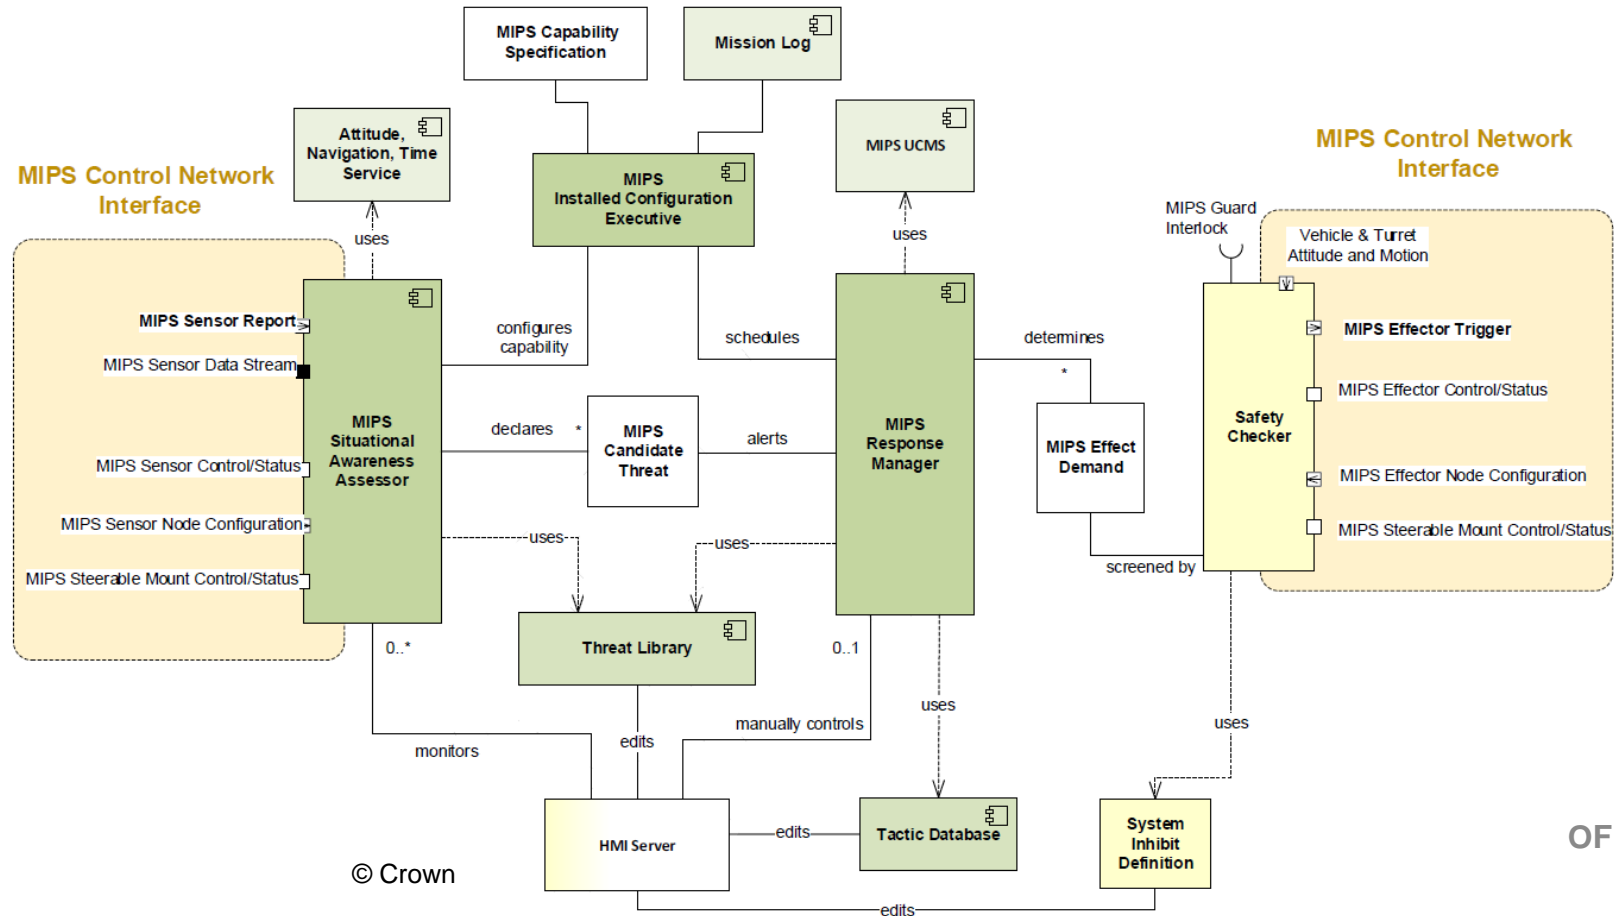 MIPS Capability
Specification
Mission Log
Attitude,
Navigation, Time
Service
MIPS UCMS
MIPS Control Network
Interface
MIPS Control Network
Interface
MIPS
Installed Configuration
Executive
MIPS Guard
Interlock
Vehicle & Turret
Attitude and Motion
uses
uses
MIPS Sensor Report
MIPS Sensor Data Stream
MIPS Sensor Control/Status
MIPS Sensor Node Configuration
MIPS Steerable Mount Control/Status
MIPS
Situational
Awareness
Assessor
configures
capability
schedules
determines
*
declares
*
MIPS
Candidate
Threat
alerts
MIPS
Response
Manager
MIPS Effect
Demand
Safety
Checker
MIPS Effector Trigger
MIPS Effector Control/Status
MIPS Effector Node Configuration
MIPS Steerable Mount Control/Status
uses
uses
screened by
0..*
Threat Library
0..1
uses
uses
monitors
edits
manually controls
HMI Server
edits
Tactic Database
System
Inhibit
Definition
edits
© Crown
OF